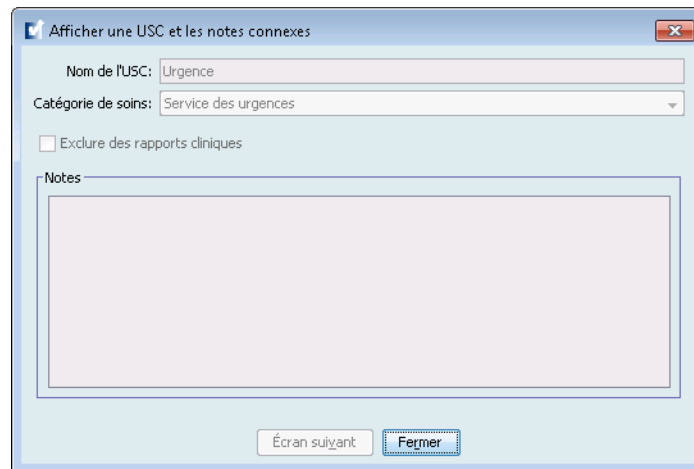 Afficher une USC et les notes connexes
Nom de l'USC: Urgence
Catégorie de soins: Service des urgences
Exclure des rapports cliniques
Notes
Écran suivant Fermer